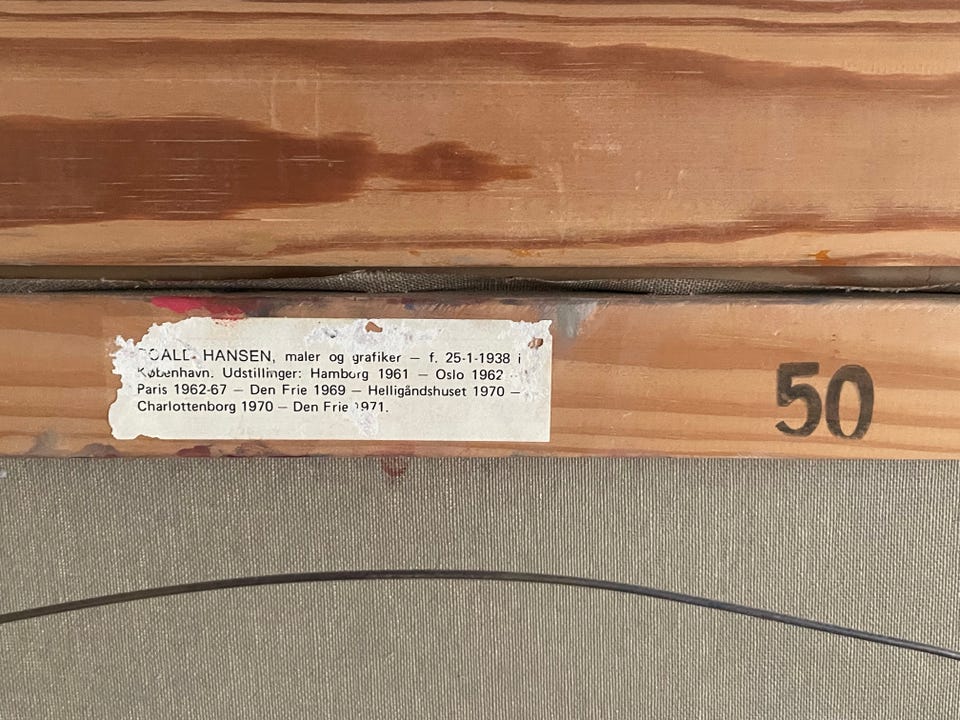 ROALD HANSEN, maler og grafiker — f. 25-1-1938 i
København. Udstillinger: Hamborg 1961 — Oslo 1962 —
Paris 1962-67 — Den Frie 1969 — Helligåndshuset 1970 —
Charlottenborg 1970 — Den Frie 1971.
50